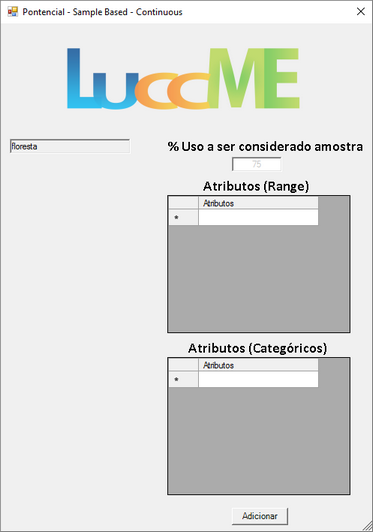 Pontencial - Sample Based - Continuous
LuccME
floresta
% Uso a ser considerado amostra
75
Atributos (Range)
Atributos
*
Atributos (Categóricos)
Atributos
*
Adicionar